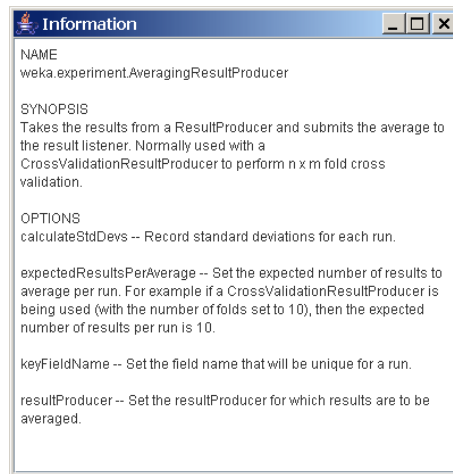 Information
NAME
weka.experiment.AveragingResultProducer
SYNOPSIS
Takes the results from a ResultProducer and submits the average to
the result listener. Normally used with a
CrossValidationResultProducer to perform n x m fold cross
validation.
OPTIONS
calculateStdDevs -- Record standard deviations for each run.
expectedResultsPerAverage -- Set the expected number of results to
average per run. For example if a CrossValidationResultProducer is
being used (with the number of folds set to 10), then the expected
number of results per run is 10.
keyFieldName -- Set the field name that will be unique for a run.
resultProducer -- Set the resultProducer for which results are to be
averaged.